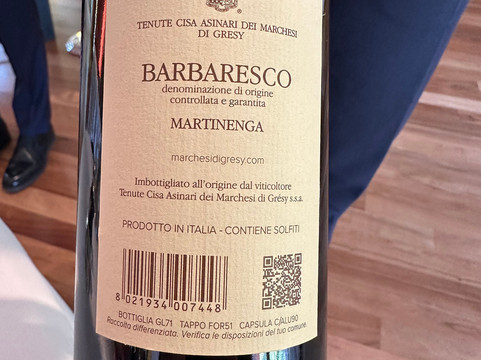 TENUTE CISA ASINARI DEI MARCHESI
DI GRESY
BARBARESCO
denominazione di origine
controllata e garantita
MARTINENGA
marchesidigresy.com
Imbottigliato all'origine dal viticoltore
Tenute Cisa Asinari dei Marchesi di Grésy s.s.a.
PRODOTTO IN ITALIA - CONTIENE SOLFITI
8 021934 007448
BOTTIGLIA GL71 TAPPO FOR51 CAPSULA C/ALU90
Raccolta differenziata. Verifica le disposizioni del tuo comune